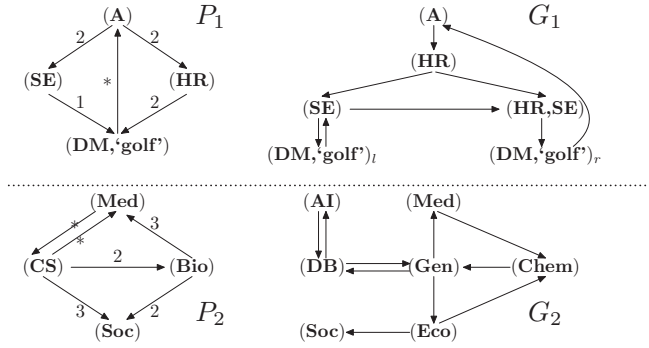 (A) P1 (A) G1
2 2
(HR)
(SE) * (HR)
1 2 (SE) (HR,SE)
(DM,‘golf’) (DM,‘golf’)l (DM,‘golf’)r
(Med) (AI) (Med)
* * 3
(CS) 2 (Bio) (DB) (Gen) (Chem)
3 2
(Soc) P2 (Soc) (Eco) G2